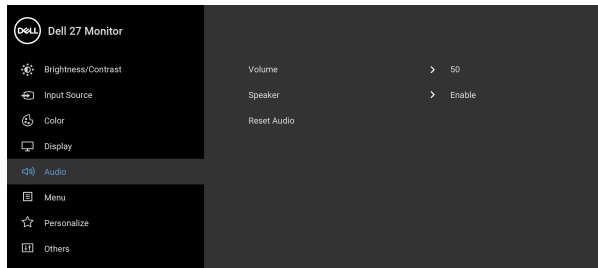 DELL Dell 27 Monitor
Brightness/Contrast
Volume 50
Input Source
Speaker Enable
Color
Reset Audio
Display
Audio
Menu
Personalize
Others